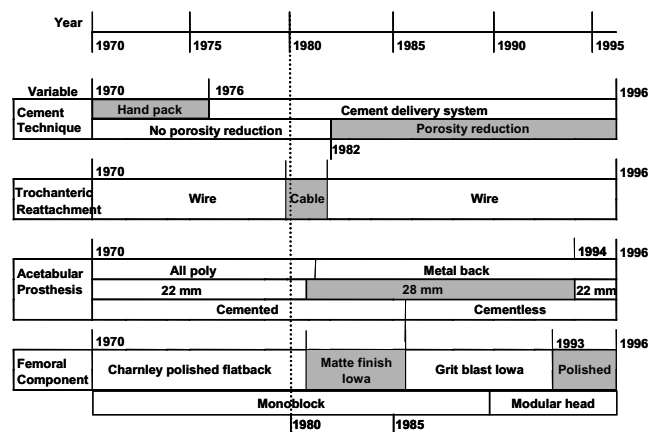 Year
1970 1975 1980 1985 1990 1995
Variable 1970 1976 1996
Cement Technique Hand pack Cement delivery system
No porosity reduction Porosity reduction
1982
1970 1996
Trochanteric Reattachment Wire Cable Wire
1970 1994 1996
Acetabular Prosthesis All poly Metal back
22 mm 28 mm 22 mm
Cemented Cementless
1970 1993 1996
Femoral Component Charnley polished flatback Matte finish Iowa Grit blast Iowa Polished
Monoblock Modular head
1980 1985